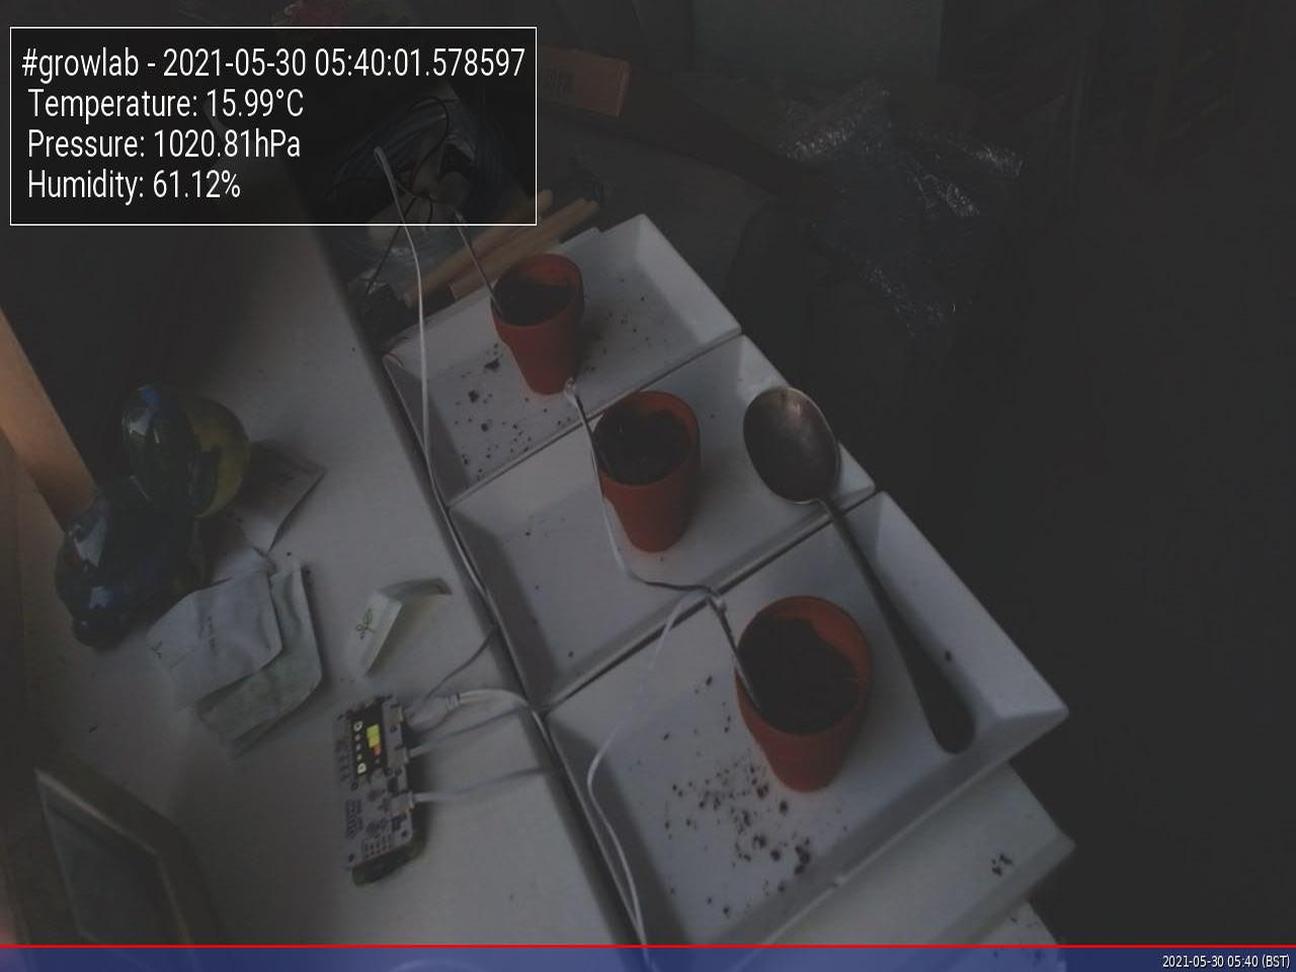 #growlab - 2021-05-30 05:40:01.578597
Temperature: 15.99°C
Pressure: 1020.81hPa
Humidity: 61.12%
2021-05-30 05:40 (BST)